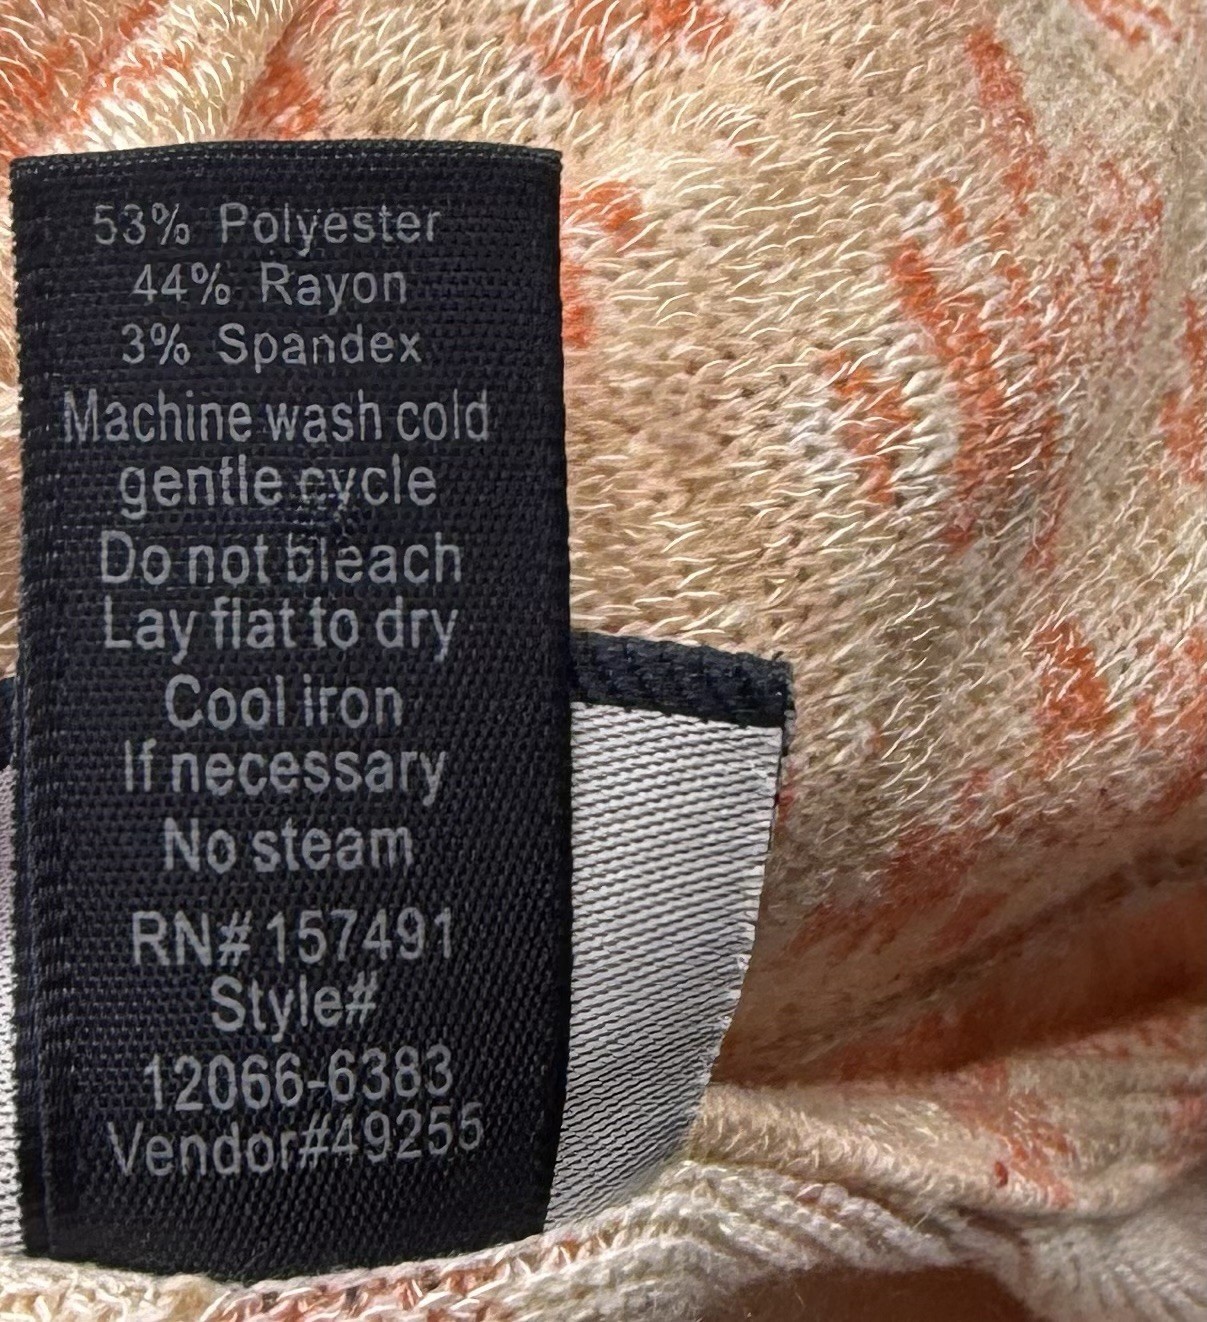 53% Polyester
44% Rayon
3% Spandex
Machine wash cold
gentle cycle
Do not bleach
Lay flat to dry
Cool iron
If necessary
No steam
RN# 157491
Style#
12066-6383
Vendor#49255